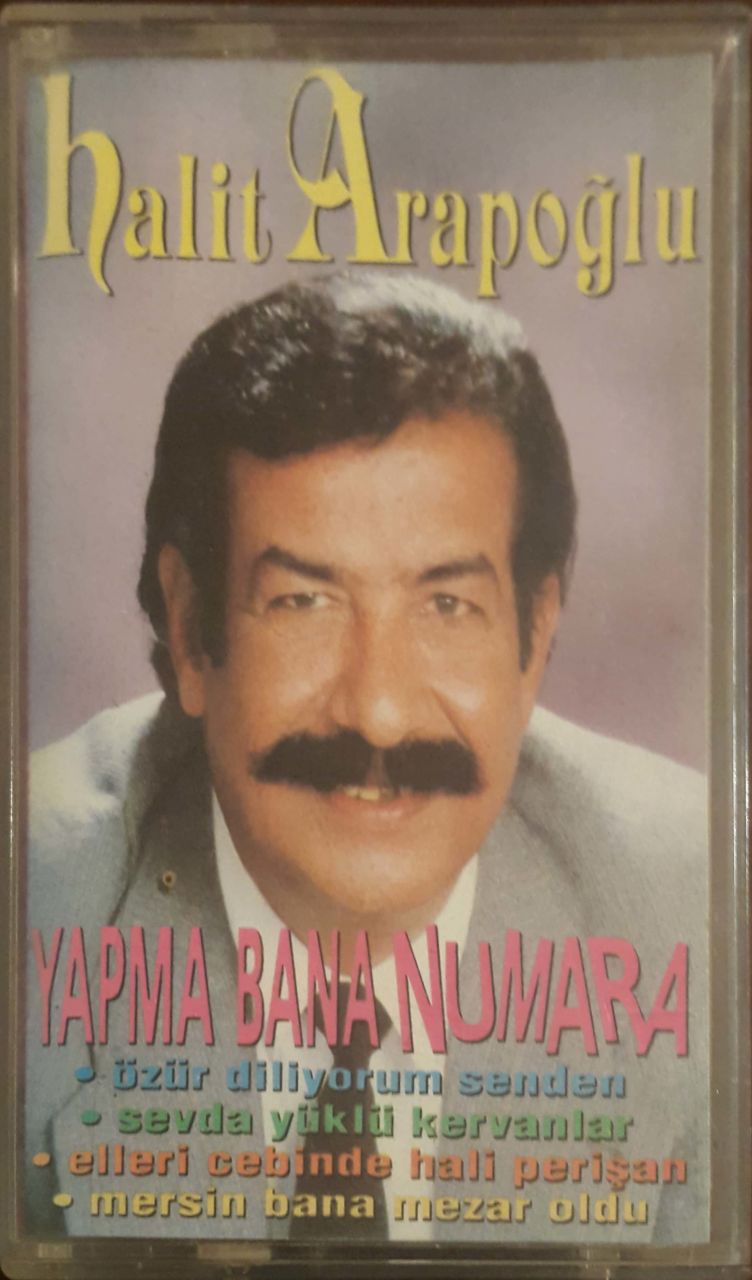 halit Arapoğlu
YAPMA BANA NUMARA
• özür diliyorum senden
• sevda yüklü kervanlar
• elleri cebinde hali perişan
• mersin bana mezar oldu